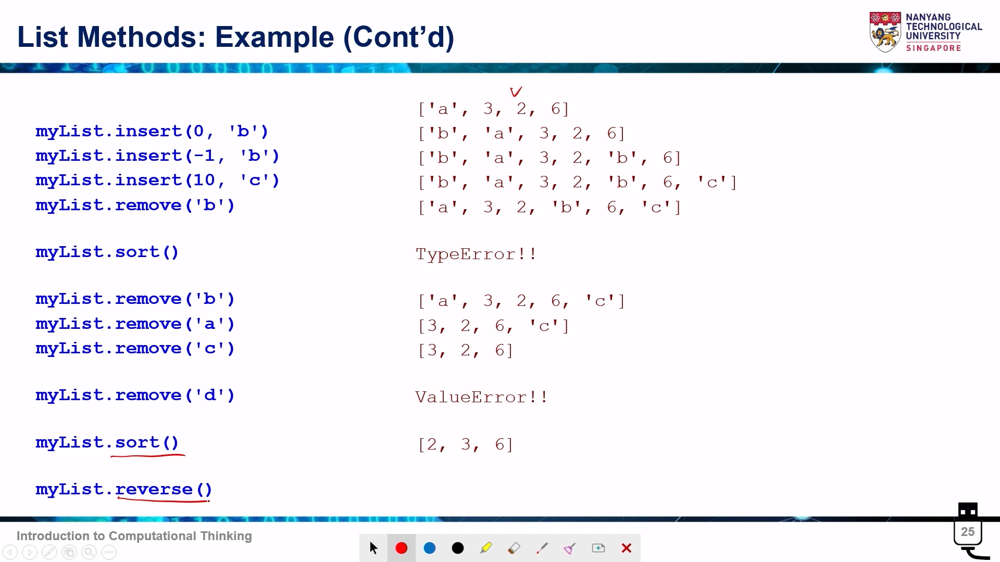 List Methods: Example (Cont’d)
NANYANG
TECHNOLOGICAL
UNIVERSITY
SINGAPORE
['a', 3, 2, 6]
myList.insert(0, 'b')
['b', 'a', 3, 2, 6]
myList.insert(-1, 'b')
['b', 'a', 3, 2, 'b', 6]
myList.insert(10, 'c')
['b', 'a', 3, 2, 'b', 6, 'c']
myList.remove('b')
['a', 3, 2, 'b', 6, 'c']
myList.sort()
TypeError!!
myList.remove('b')
['a', 3, 2, 6, 'c']
myList.remove('a')
[3, 2, 6, 'c']
myList.remove('c')
[3, 2, 6]
myList.remove('d')
ValueError!!
myList.sort()
[2, 3, 6]
myList.reverse()
Introduction to Computational Thinking
25